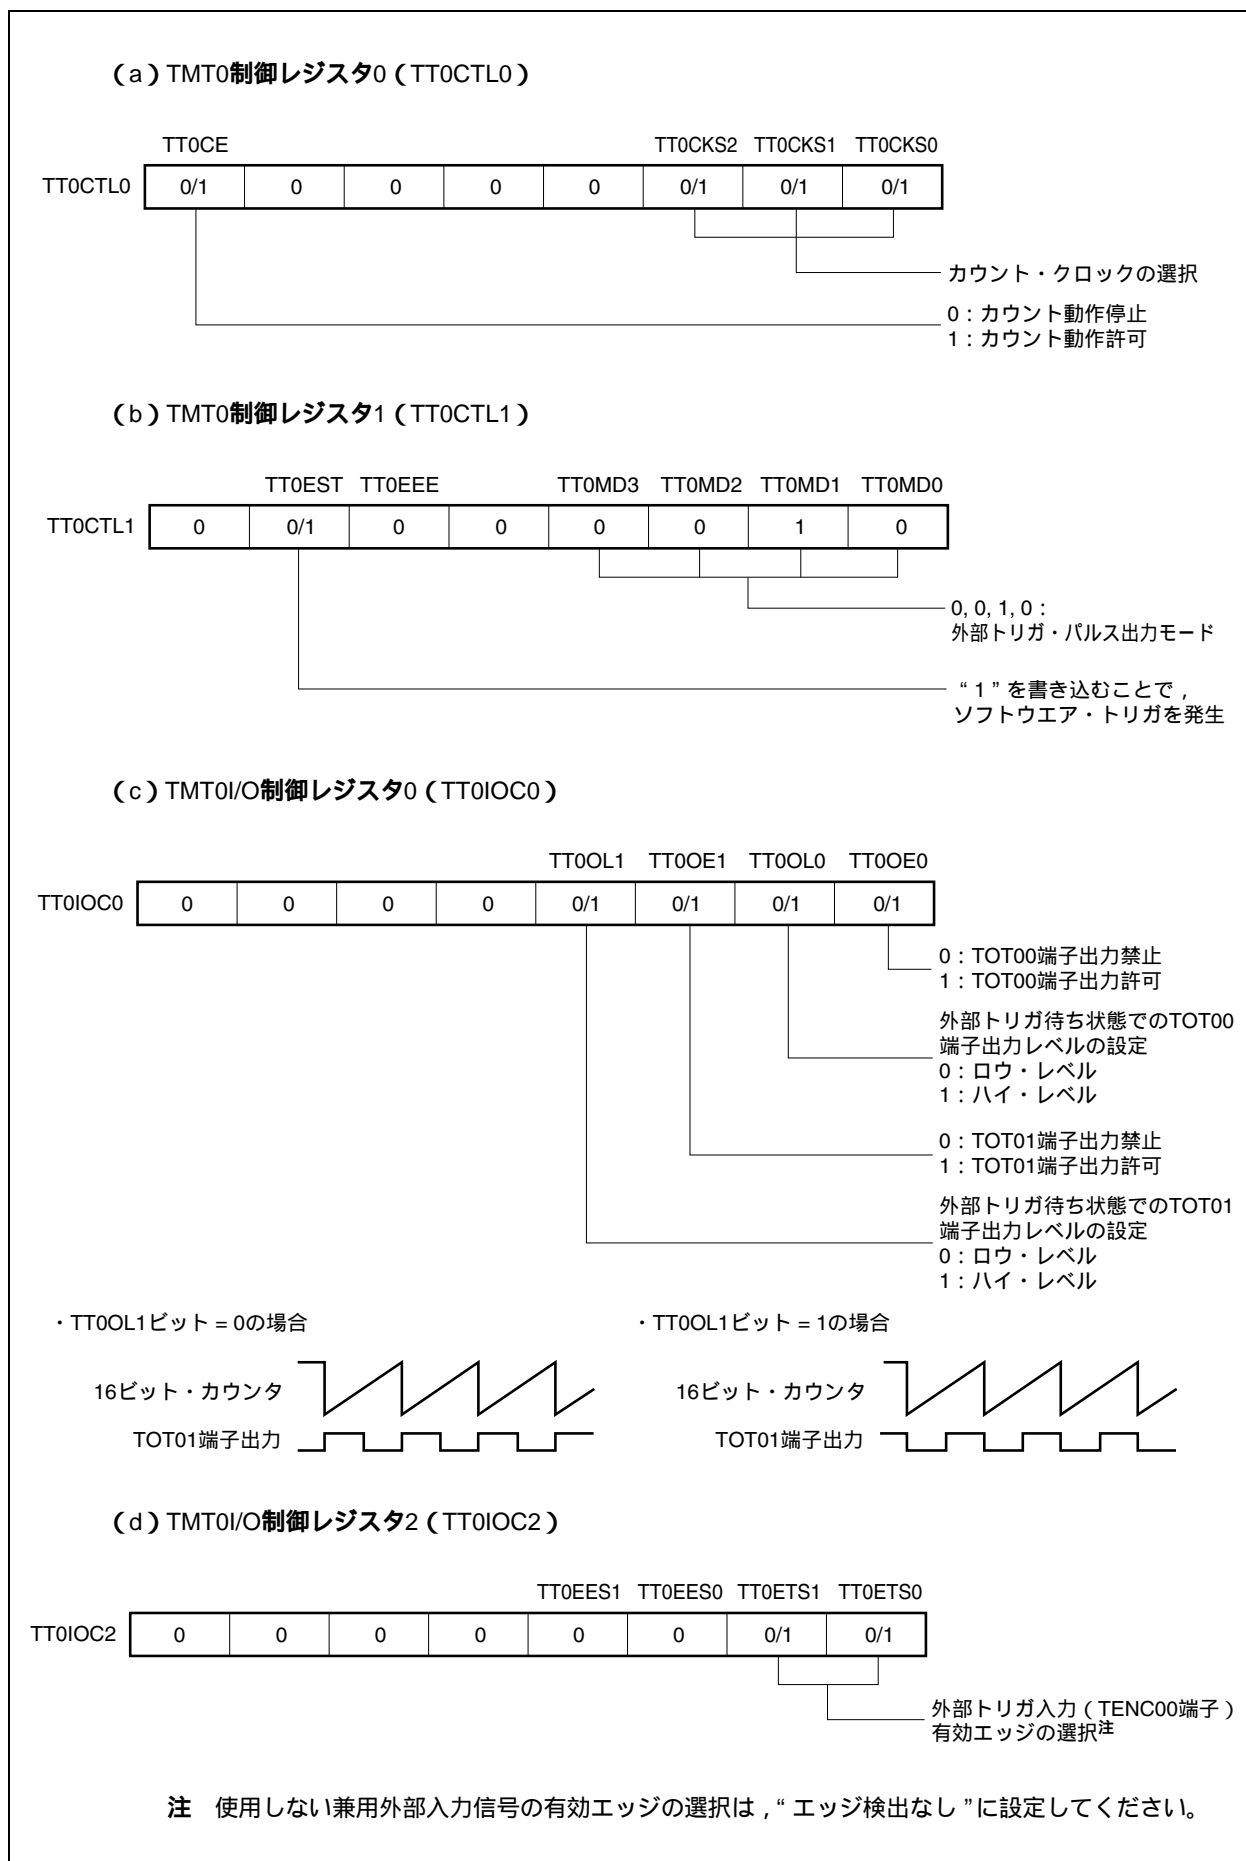 （a）TMT0制御レジスタ0（TT0CTL0）
TT0CE TT0CKS2 TT0CKS1 TT0CKS0
TT0CTL0 0/1 0 0 0 0 0/1 0/1 0/1
カウント・クロックの選択
0：カウント動作停止
1：カウント動作許可
（b）TMT0制御レジスタ1（TT0CTL1）
TT0EST TT0EEE TT0MD3 TT0MD2 TT0MD1 TT0MD0
TT0CTL1 0 0/1 0 0 0 0 1 0
0, 0, 1, 0：
外部トリガ・パルス出力モード
“1”を書き込むことで，
ソフトウエア・トリガを発生
（c）TMT0I/O制御レジスタ0（TT0IOC0）
TT0OL1 TT0OE1 TT0OL0 TT0OE0
TT0IOC0 0 0 0 0 0/1 0/1 0/1 0/1
0：TOT00端子出力禁止
1：TOT00端子出力許可
外部トリガ待ち状態でのTOT00
端子出力レベルの設定
0：ロウ・レベル
1：ハイ・レベル
0：TOT01端子出力禁止
1：TOT01端子出力許可
外部トリガ待ち状態でのTOT01
端子出力レベルの設定
0：ロウ・レベル
1：ハイ・レベル
・TT0OL1ビット = 0の場合 ・TT0OL1ビット = 1の場合
16ビット・カウンタ 16ビット・カウンタ
TOT01端子出力 TOT01端子出力
（d）TMT0I/O制御レジスタ2（TT0IOC2）
TT0EES1 TT0EES0 TT0ETS1 TT0ETS0
TT0IOC2 0 0 0 0 0 0 0/1 0/1
外部トリガ入力（TENC00端子）
有効エッジの選択注
注 使用しない兼用外部入力信号の有効エッジの選択は，“エッジ検出なし”に設定してください。